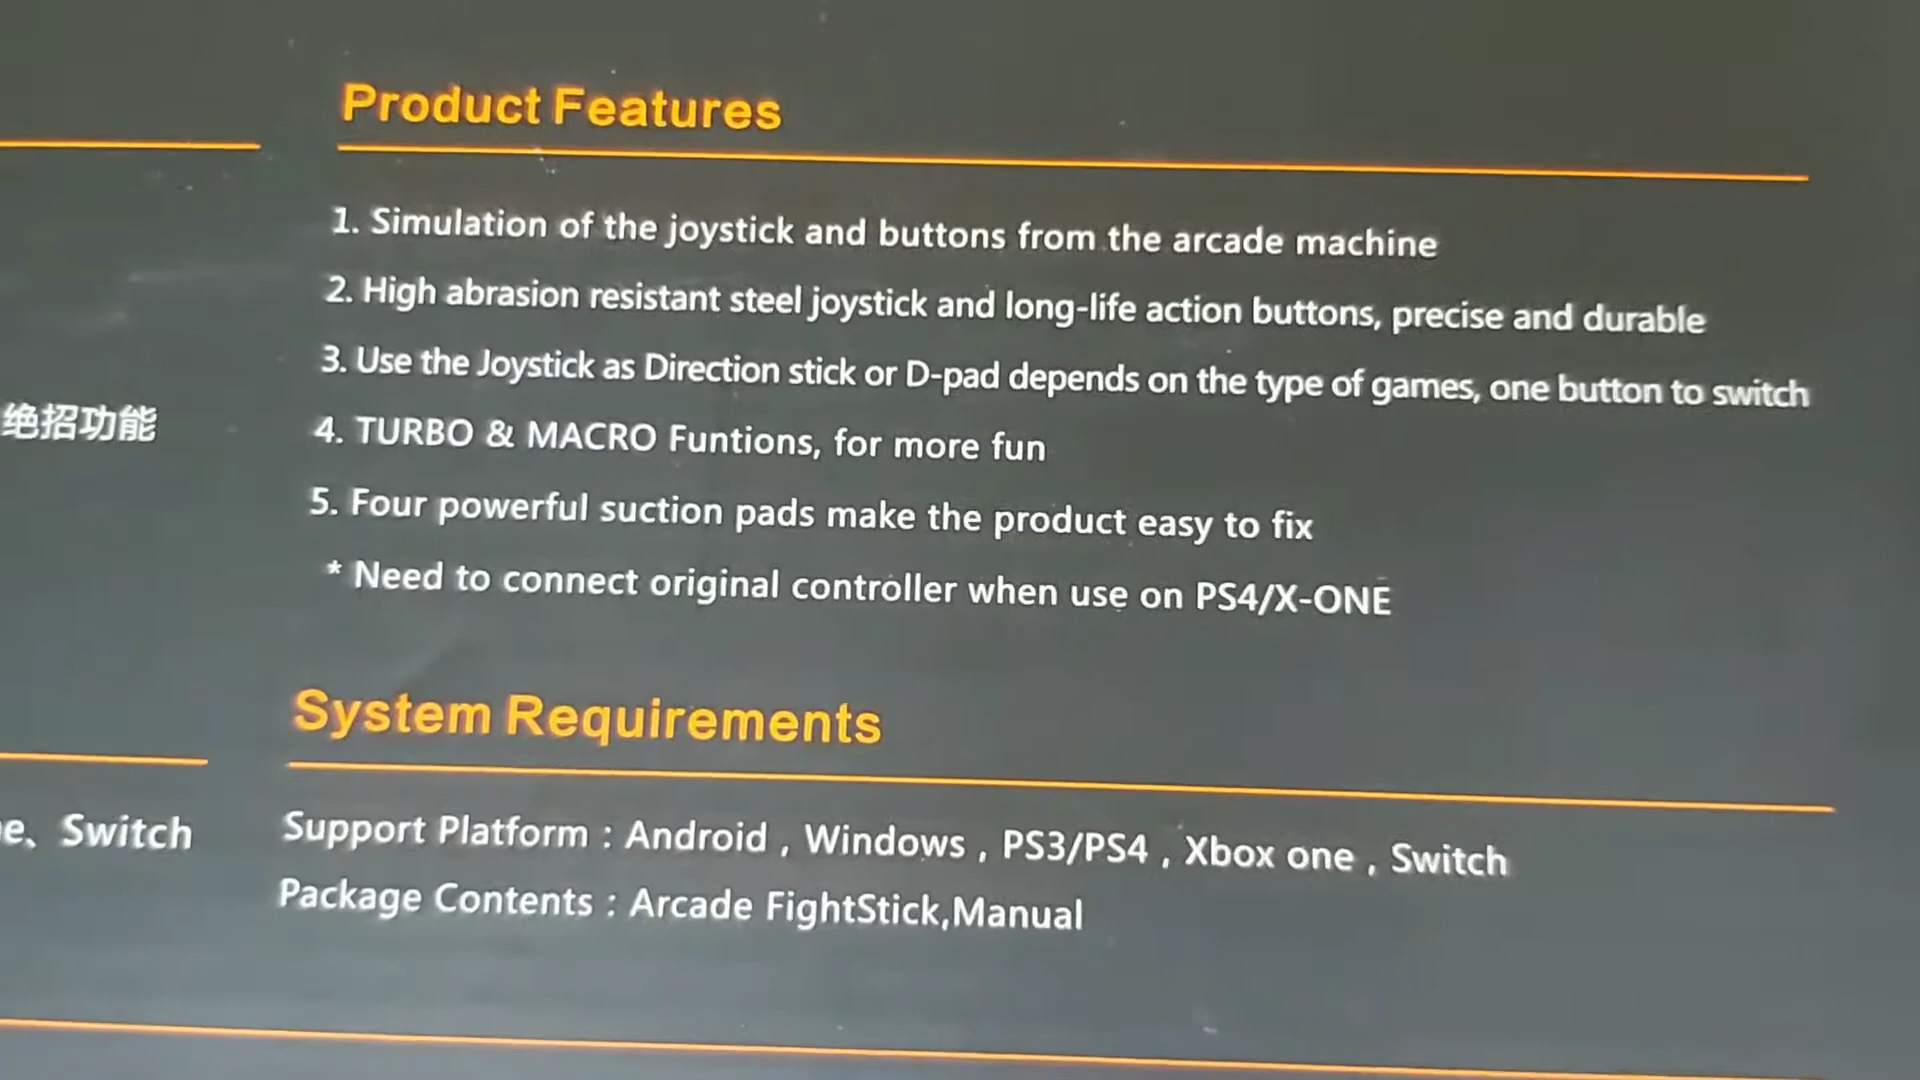 Product Features
1. Simulation of the joystick and buttons from the arcade machine
2. High abrasion resistant steel joystick and long-life action buttons, precise and durable
3. Use the Joystick as Direction stick or D-pad depends on the type of games, one button to switch
绝招功能
4. TURBO & MACRO Funtions, for more fun
5. Four powerful suction pads make the product easy to fix
* Need to connect original controller when use on PS4/X-ONE
System Requirements
、Switch
Support Platform : Android , Windows , PS3/PS4 , Xbox one , Switch
Package Contents : Arcade FightStick,Manual